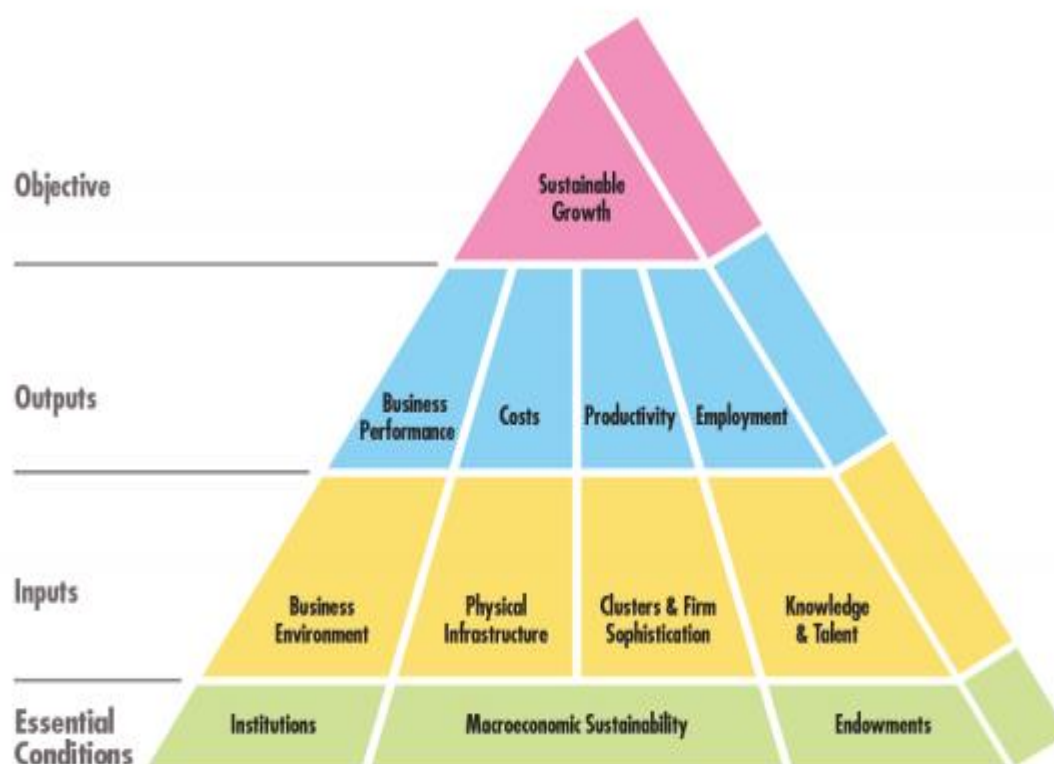 Objective
Sustainable
Growth
Outputs
Business
Performance
Costs
Productivity
Employment
Inputs
Business
Environment
Physical
Infrastructure
Clusters & Firm
Sophistication
Knowledge
& Talent
Essential
Conditions
Institutions
Macroeconomic Sustainability
Endowments